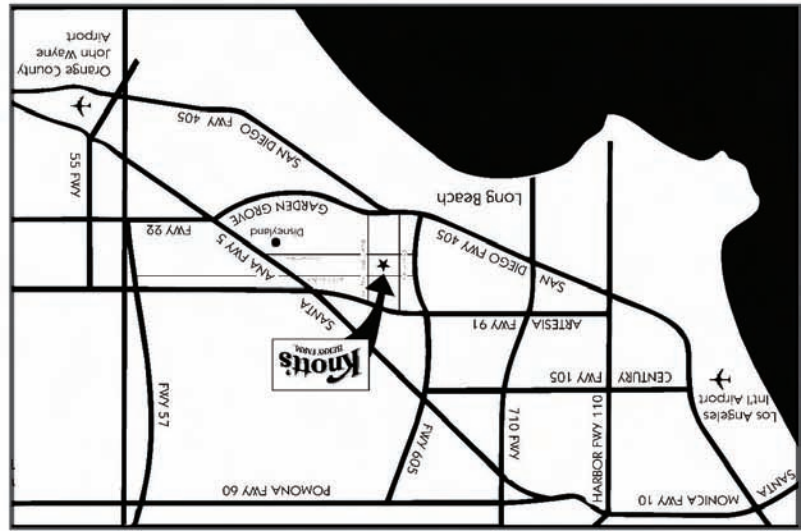 SANTA
MONICA FWY 10
POMONA FWY 60
Los Angeles
Int'l Airport
HARBOR FWY 110
710 FWY
FWY 605
FWY 57
CENTURY FWY 105
Knott's
BERRY FARM.
ARTESIA FWY 91
SANTA
ANA FWY 5
SAN DIEGO FWY 405
Disneyland
FWY 22
55 FWY
Long Beach
GARDEN GROVE
SAN DIEGO FWY 405
Orange County
John Wayne
Airport